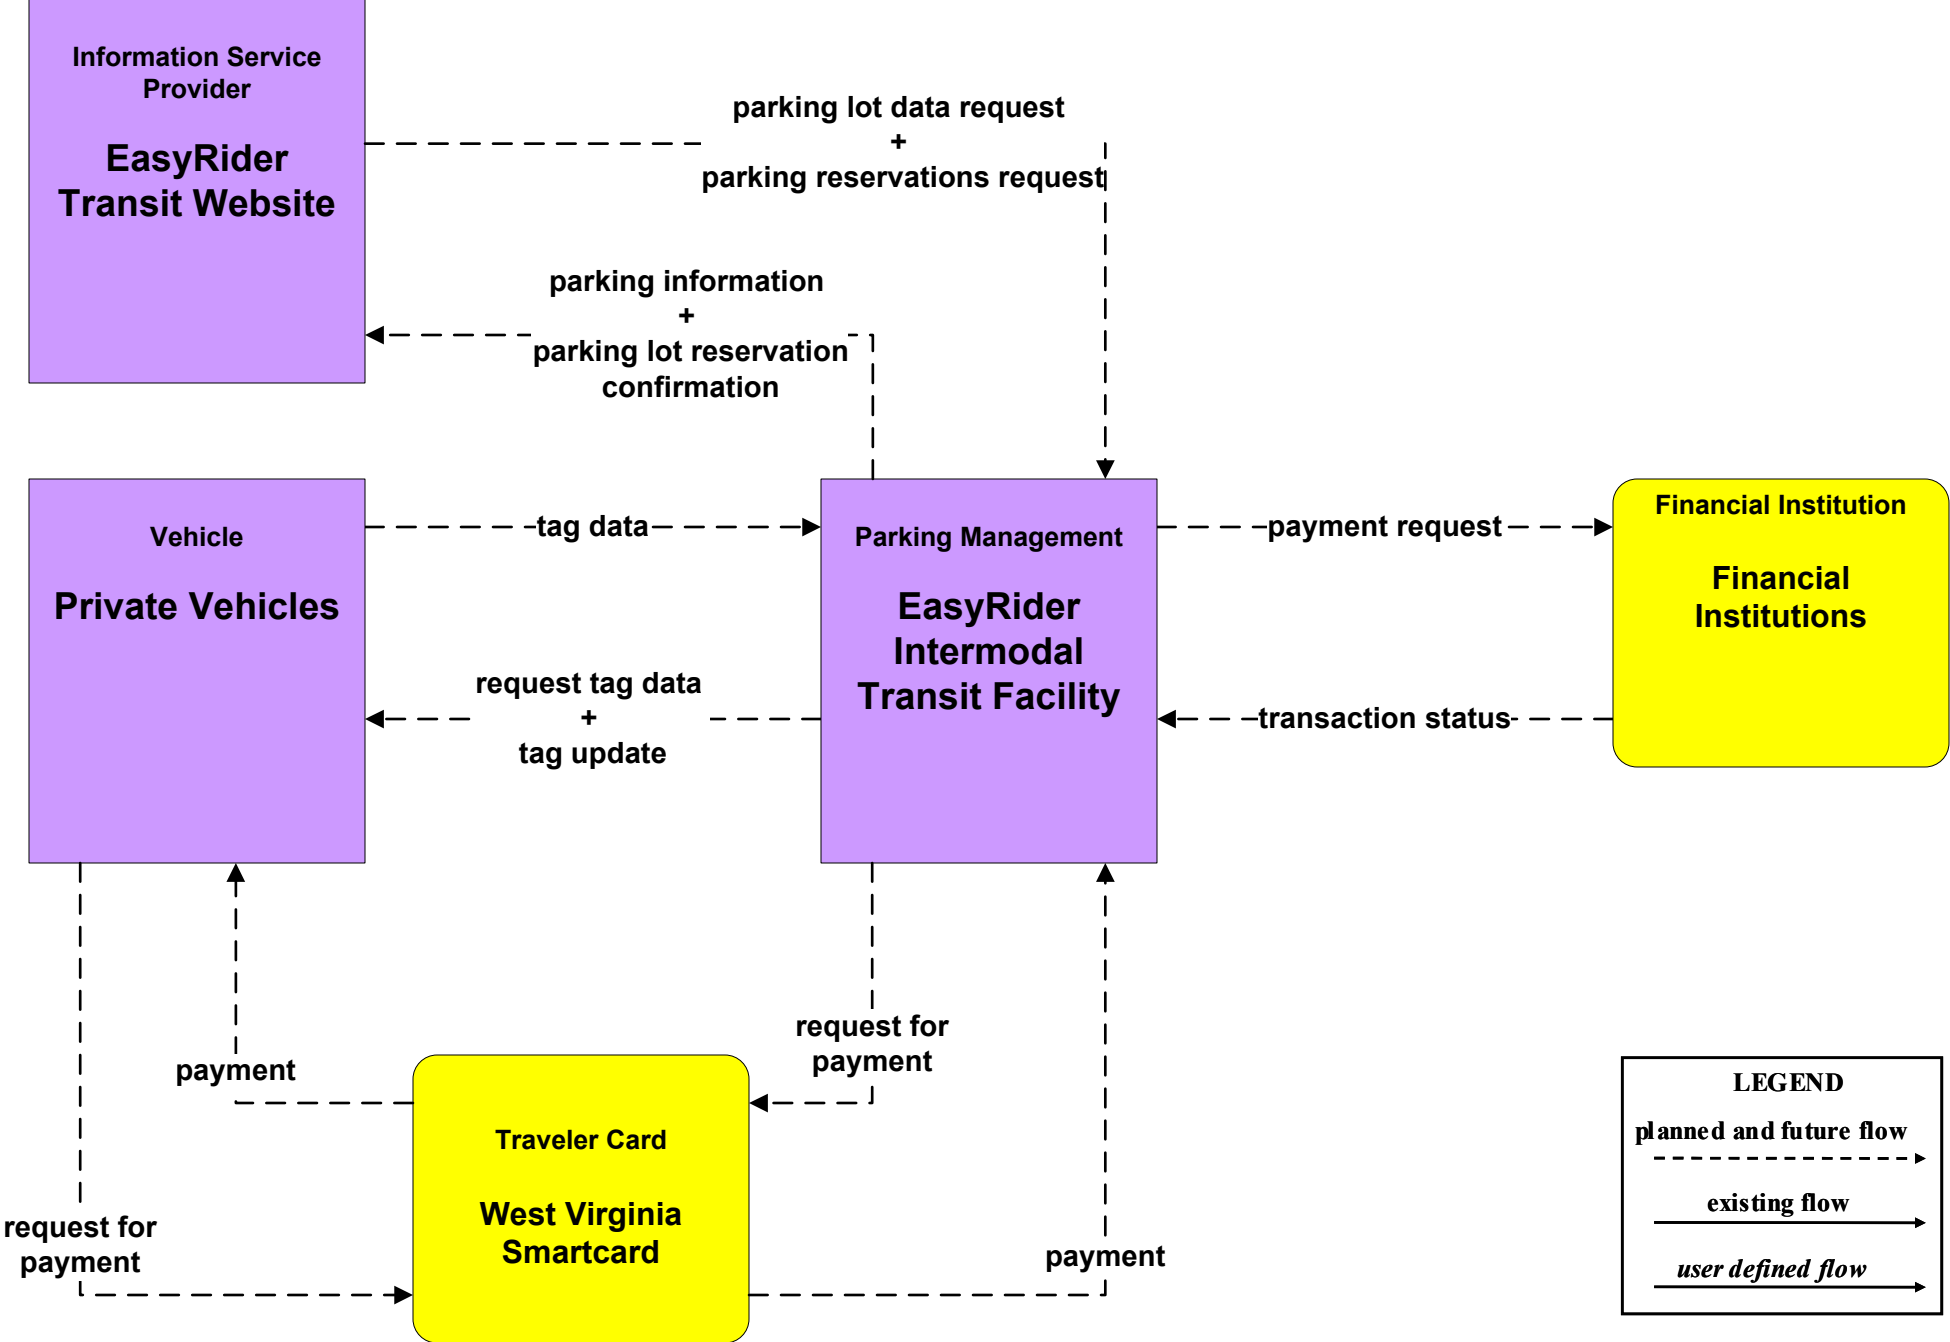 Information Service
Provider
EasyRider
Transit Website
parking lot data request
+
parking reservations request
parking information
+
parking lot reservation
confirmation
Vehicle
Private Vehicles
tag data
request tag data
+
tag update
Parking Management
EasyRider
Intermodal
Transit Facility
payment request
transaction status
Financial Institution
Financial
Institutions
request for
payment
payment
Traveler Card
West Virginia
Smartcard
request for
payment
payment
LEGEND
planned and future flow
existing flow
user defined flow